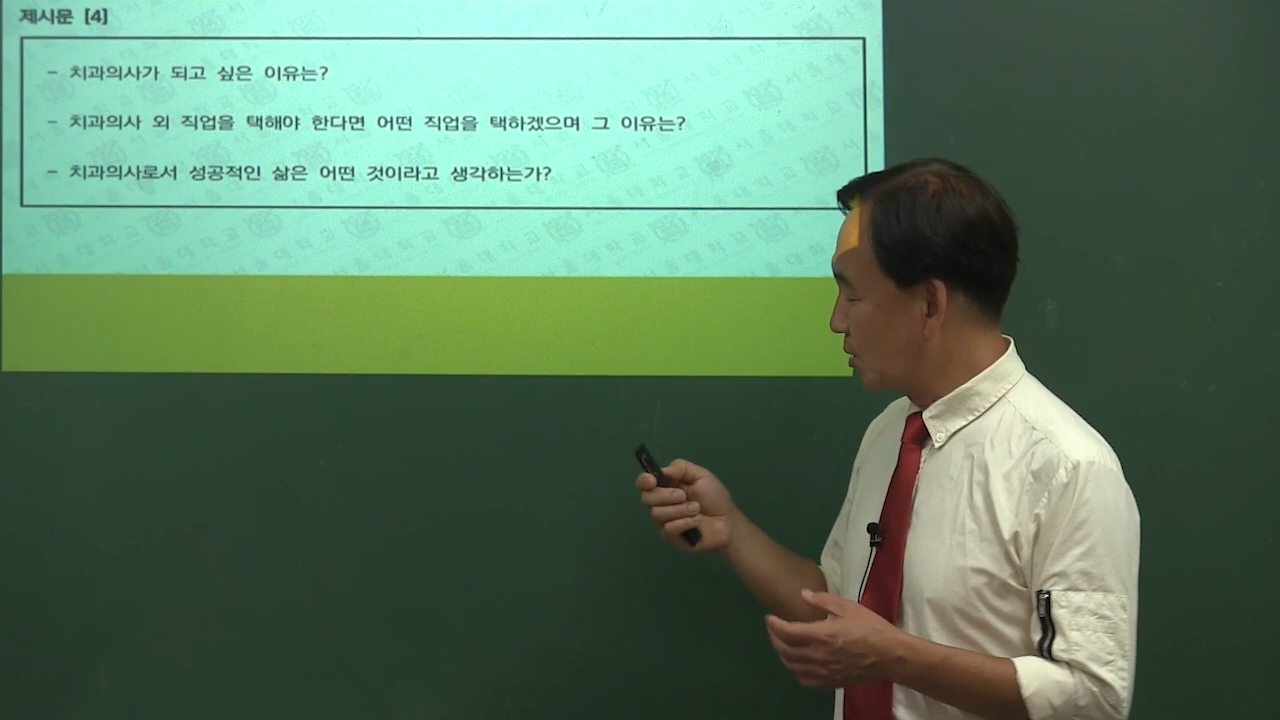 제시문 [4]
- 치과의사가 되고 싶은 이유는?
- 치과의사 외 직업을 택해야 한다면 어떤 직업을 택하겠으며 그 이유는?
- 치과의사로서 성공적인 삶은 어떤 것이라고 생각하는가?